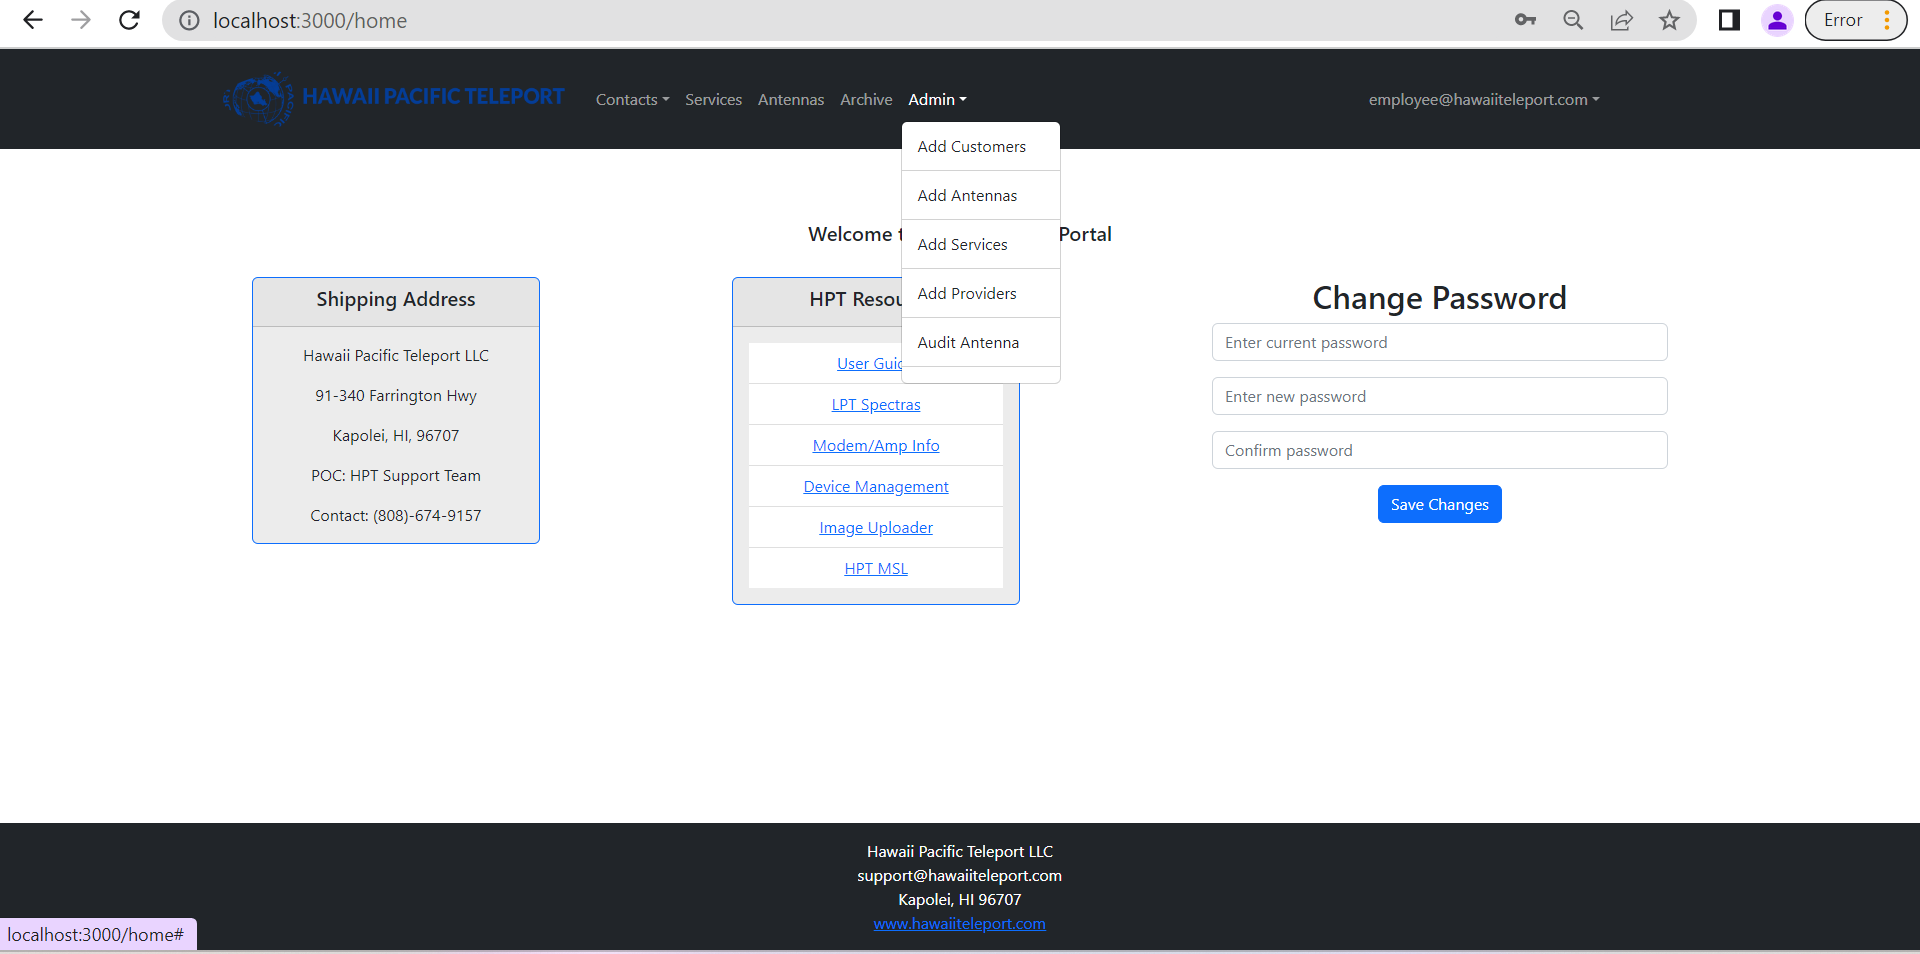 localhost:3000/home
Error
HAWAII PACIFIC TELEPORT
Contacts
Services
Antennas
Archive
Admin
employee@hawaiiteleport.com
Add Customers
Add Antennas
Add Services
Add Providers
Audit Antenna
Welcome
Portal
Shipping Address
Hawaii Pacific Teleport LLC
91-340 Farrington Hwy
Kapolei, HI, 96707
POC: HPT Support Team
Contact: (808)-674-9157
HPT Resou
User Guid
LPT Spectras
Modem/Amp Info
Device Management
Image Uploader
HPT MSL
Change Password
Enter current password
Enter new password
Confirm password
Save Changes
Hawaii Pacific Teleport LLC
support@hawaiiteleport.com
Kapolei, HI 96707
www.hawaiiteleport.com
localhost:3000/home#